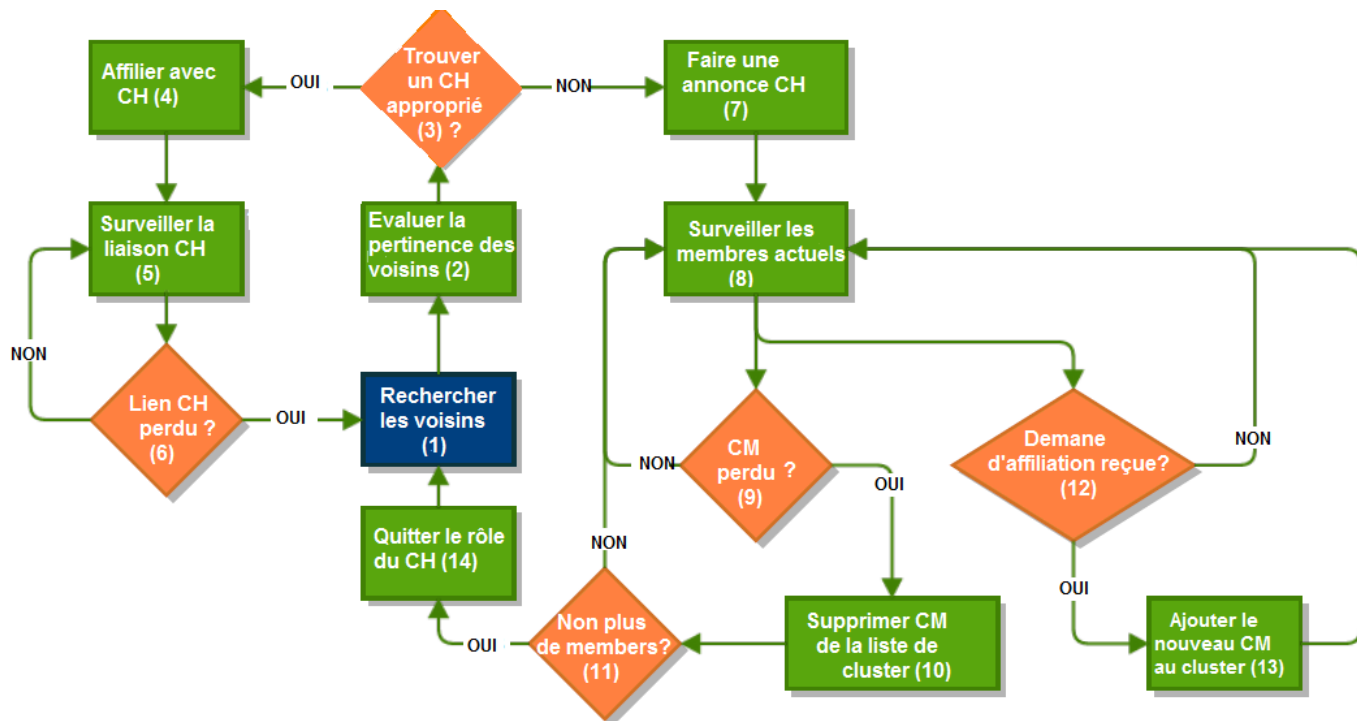 Affilier avec
CH (4)
OUI
Trouver
un CH
approprié
(3) ?
NON
Faire une
annonce CH
(7)
Surveiller la
liaison CH
(5)
Evaluer la
pertinence des
voisins (2)
Surveiller les
membres actuels
(8)
NON
Lien CH
perdu ?
(6)
OUI
Rechercher
les voisins
(1)
NON
CM
perdu ?
(9)
OUI
Demane
d'affiliation reçue?
(12)
NON
Quitter le rôle
du CH (14)
NON
OUI
Non plus
de members?
(11)
OUI
Supprimer CM
de la liste de
cluster (10)
Ajouter le
nouveau CM
au cluster (13)